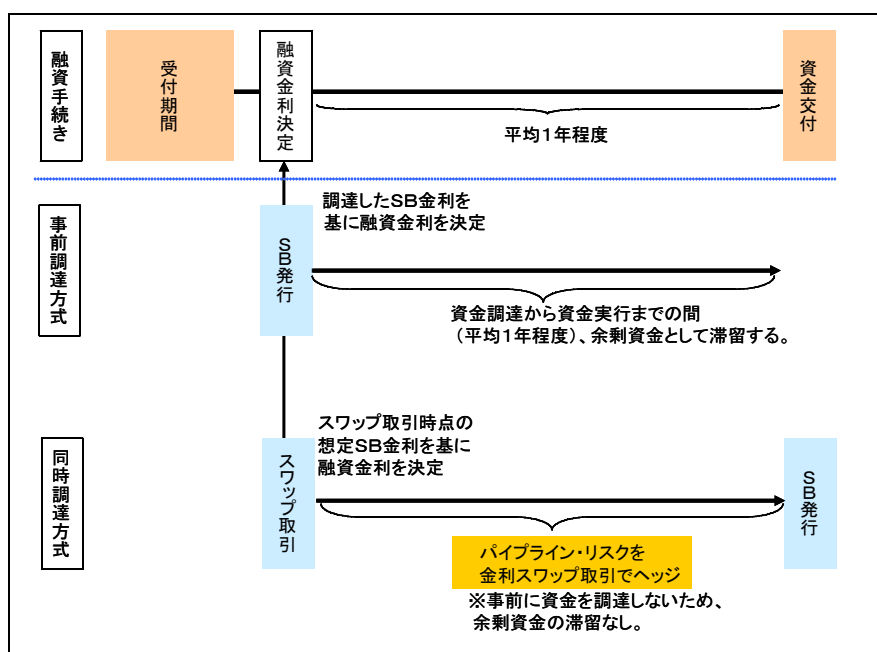 融資手続き
受付期間
融資金利決定
資金交付
平均1年程度
調達したSB金利を
基に融資金利を決定
事前調達方式
SB発行
資金調達から資金実行までの間
(平均1年程度)、余剰資金として滞留する。
スワップ取引時点の
想定SB金利を基に
融資金利を決定
同時調達方式
スワップ取引
SB発行
パイプライン・リスクを
金利スワップ取引でヘッジ
※事前に資金を調達しないため、
余剰資金の滞留なし。